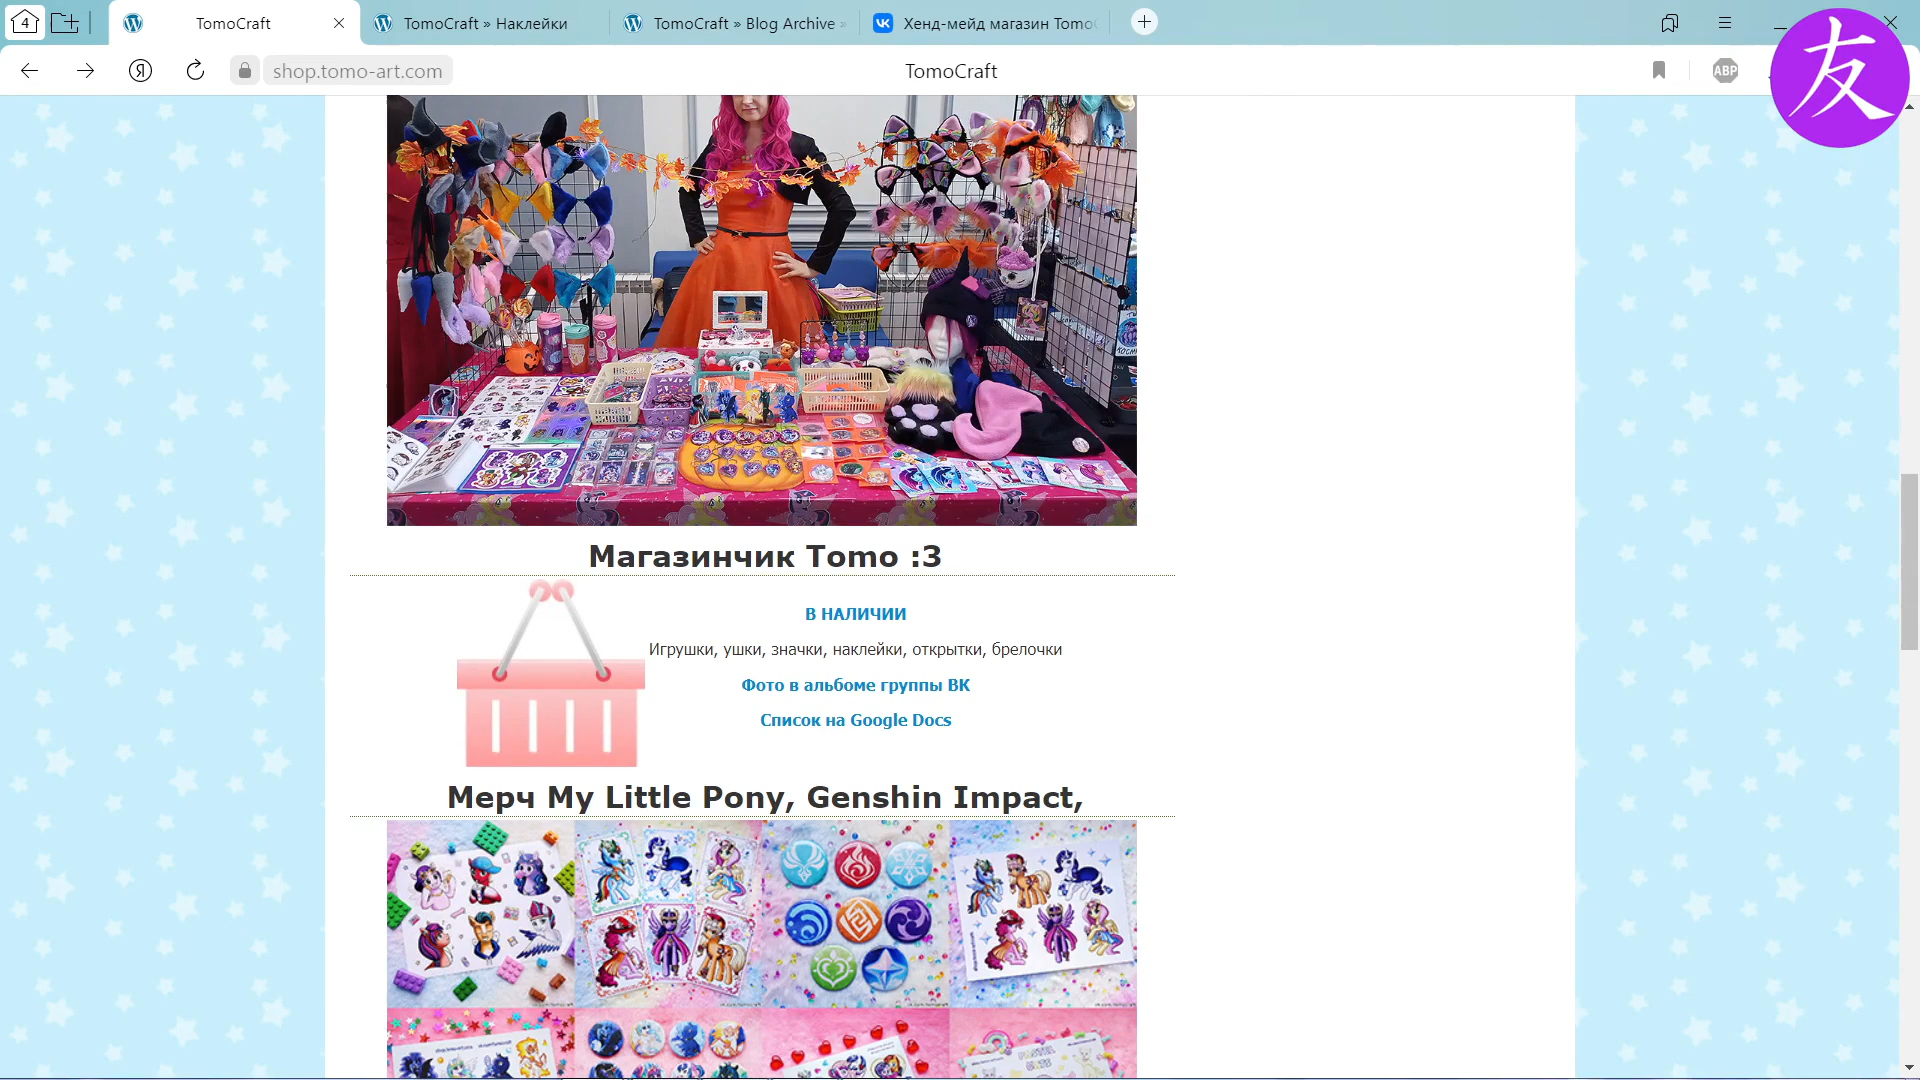 4
TomoCraft
TomoCraft » Наклейки
TomoCraft » Blog Archive »
Хенд-мейд магазин Tomo
Я
shop.tomo-art.com
TomoCraft
ABP
友
Магазинчик Tomo :3
В НАЛИЧИИ
Игрушки, ушки, значки, наклейки, открытки, брелочки
Фото в альбоме группы ВК
Список на Google Docs
Мерч My Little Pony, Genshin Impact,